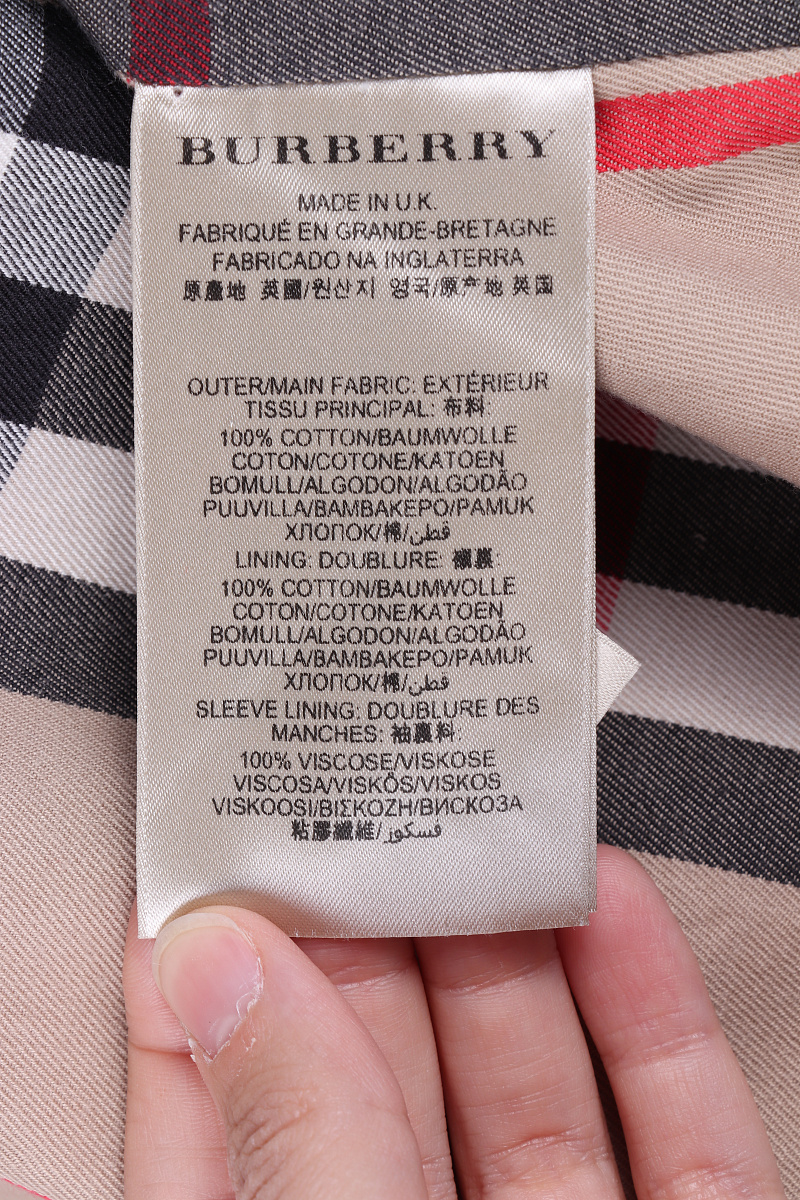 BURBERRY
MADE IN U.K.
FABRIQUÉ EN GRANDE-BRETAGNE
FABRICADO NA INGLATERRA
原產地 英國/원산지 영국/原产地 英国
OUTER/MAIN FABRIC: EXTÉRIEUR
TISSU PRINCIPAL: 布料:
100% COTTON/BAUMWOLLE
COTON/COTONE/KATOEN
BOMULL/ALGODON/ALGODÃO
PUUVILLA/BAMBAKEPO/PAMUK
ХЛОПОК/棉/قطن
LINING: DOUBLURE: 襯裏:
100% COTTON/BAUMWOLLE
COTON/COTONE/KATOEN
BOMULL/ALGODON/ALGODÃO
PUUVILLA/BAMBAKEPO/PAMUK
ХЛОПОК/棉/قطن
SLEEVE LINING: DOUBLURE DES
MANCHES: 袖裏料:
100% VISCOSE/VISKOSE
VISCOSA/VISKÓS/VISKOS
VISKOOSI/ΒΙΣΚΟΖΗ/ВИСКОЗА
粘膠纖維/فسكوز